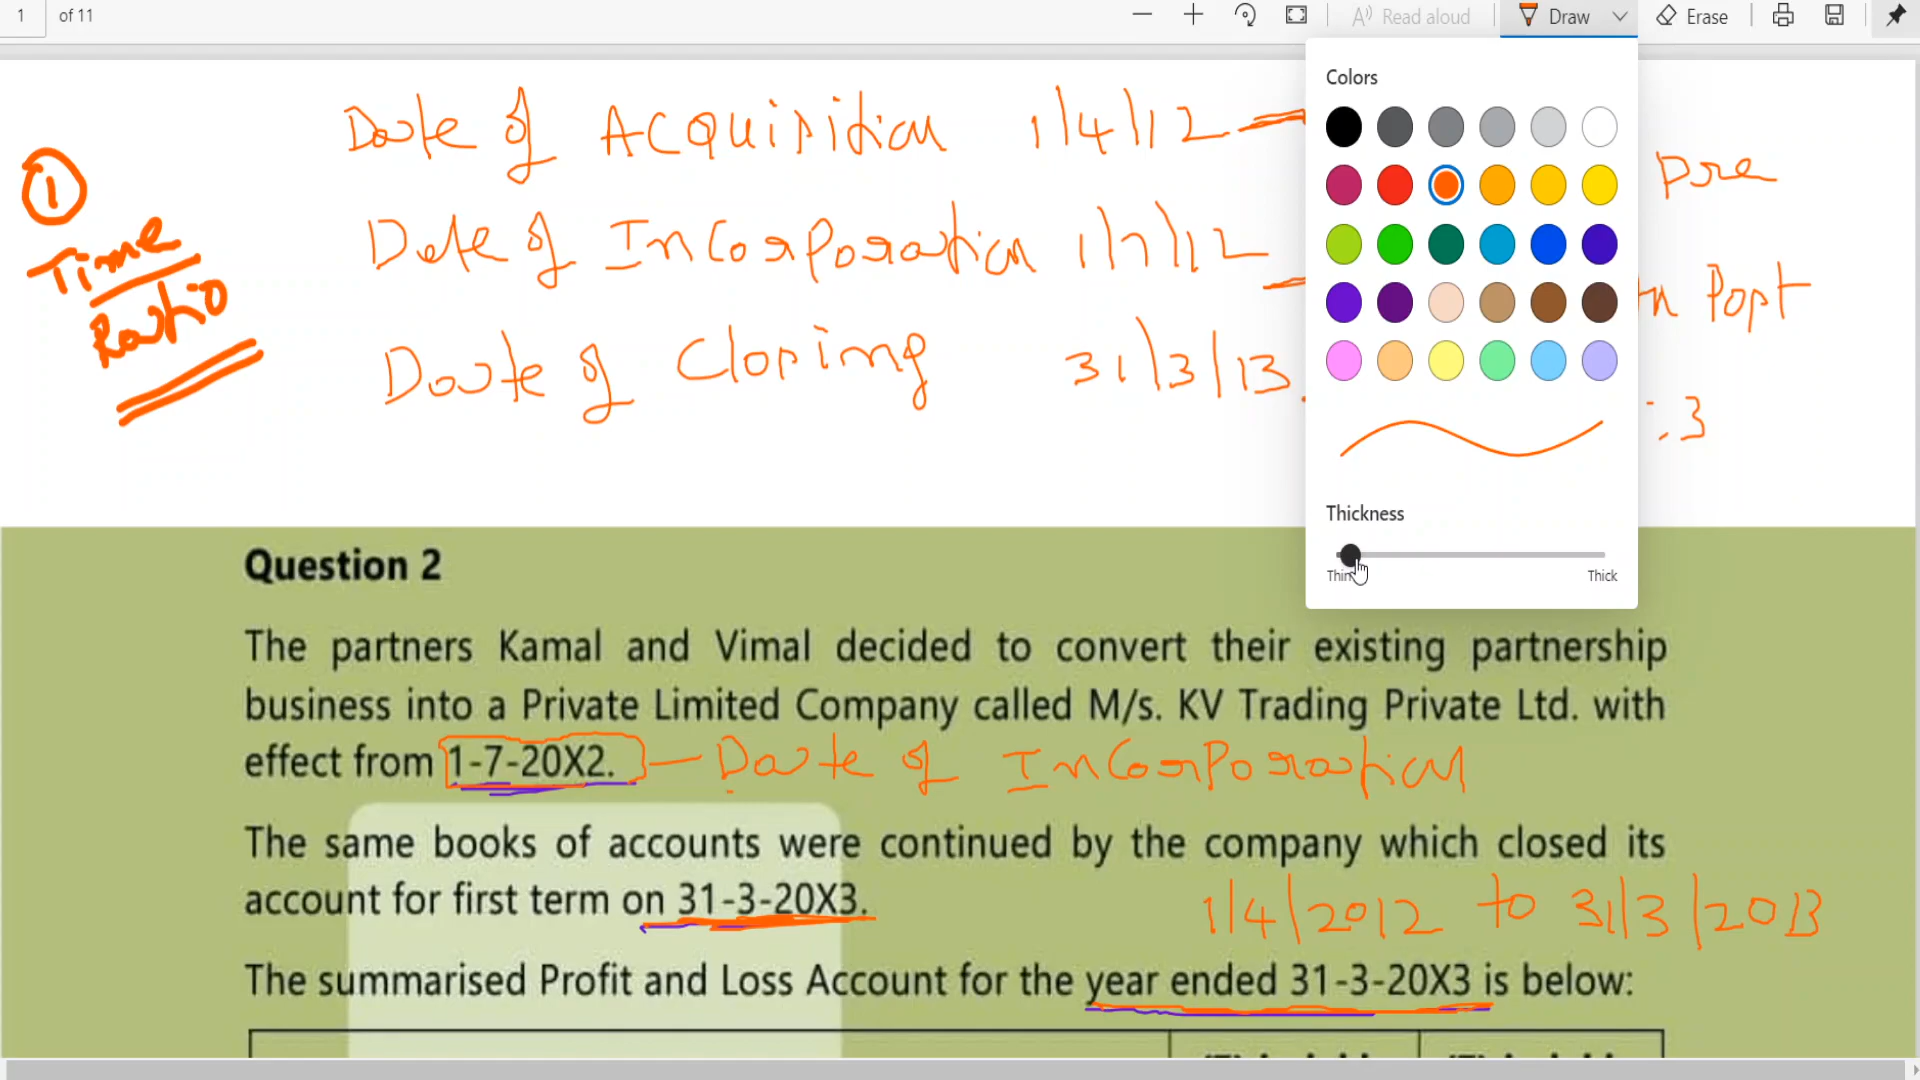 1 of 11 Read aloud Draw Erase
Colors
Date of Acquisition 1/4/12
Pre
①
Date of Incorporation 1/7/12
Time
Ratio
Popt
Date of Closing 31/3/13
:3
Thickness
Thin Thick
Question 2
The partners Kamal and Vimal decided to convert their existing partnership
business into a Private Limited Company called M/s. KV Trading Private Ltd. with
effect from 1-7-20X2. — Date of Incorporation
The same books of accounts were continued by the company which closed its
account for first term on 31-3-20X3.
1/4/2012 to 31/3/2013
The summarised Profit and Loss Account for the year ended 31-3-20X3 is below: